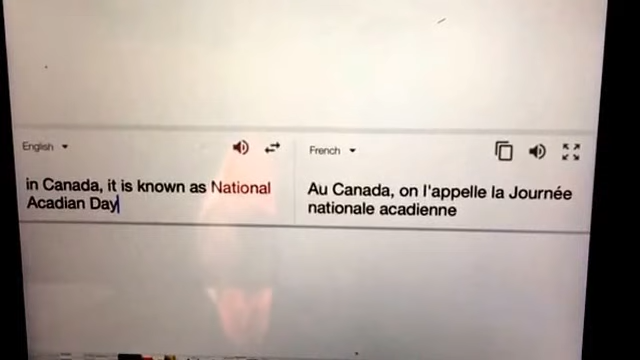 English
French
in Canada, it is known as National
Acadian Day
Au Canada, on l'appelle la Journée
nationale acadienne